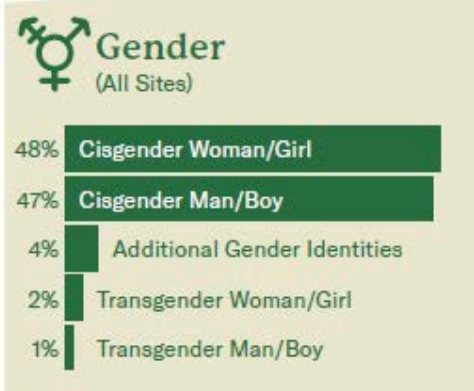 Gender
(All Sites)
48% Cisgender Woman/Girl
47% Cisgender Man/Boy
4% Additional Gender Identities
2% Transgender Woman/Girl
1% Transgender Man/Boy